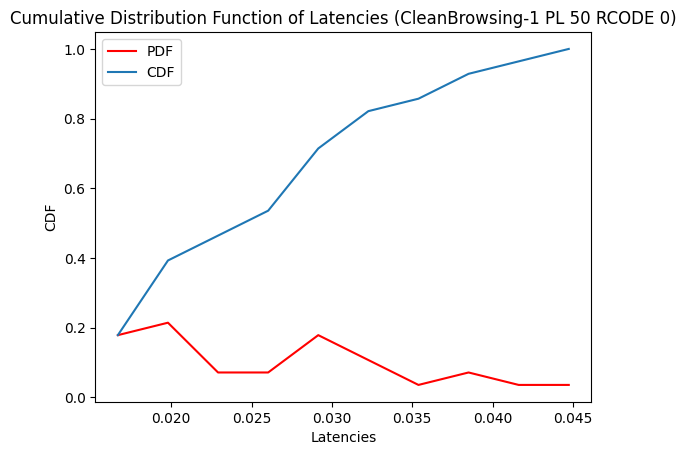 Cumulative Distribution Function of Latencies (CleanBrowsing-1 PL 50 RCODE 0)
PDF
CDF
1.0
0.8
0.6
0.4
0.2
0.0
CDF
0.020 0.025 0.030 0.035 0.040 0.045
Latencies